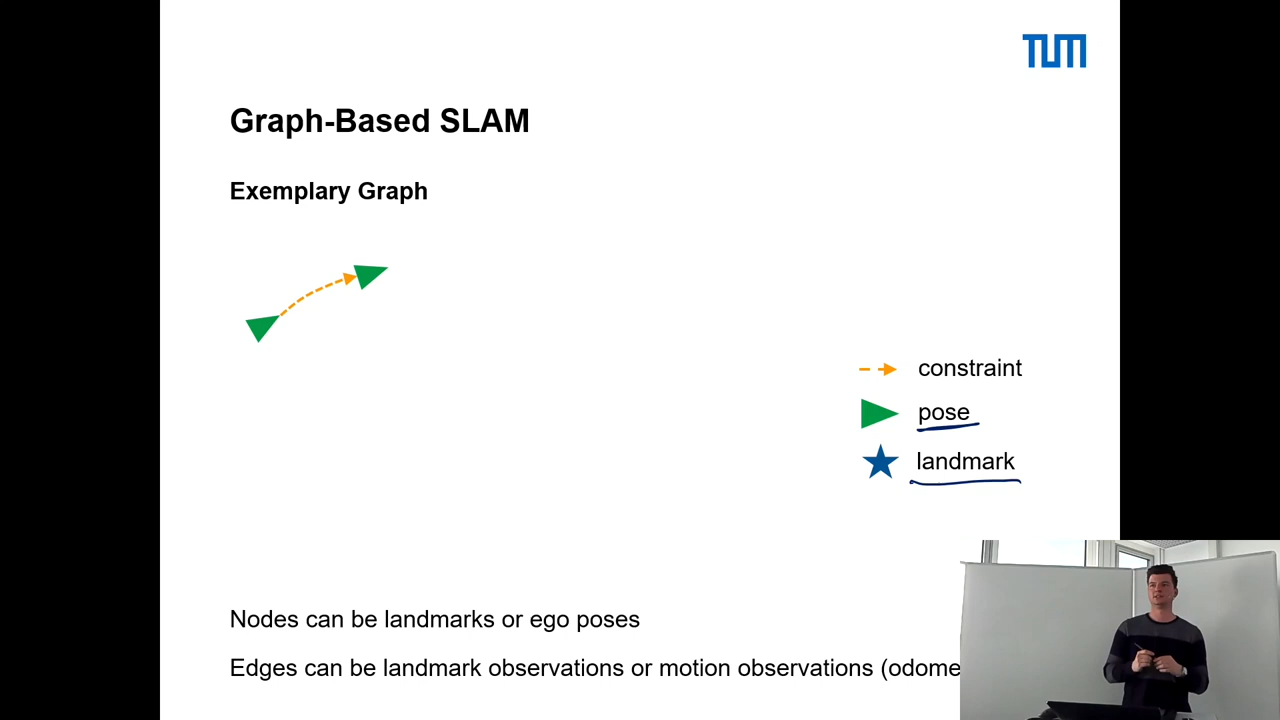 TUM
Graph-Based SLAM
Exemplary Graph
constraint
pose
landmark
Nodes can be landmarks or ego poses
Edges can be landmark observations or motion observations (odome